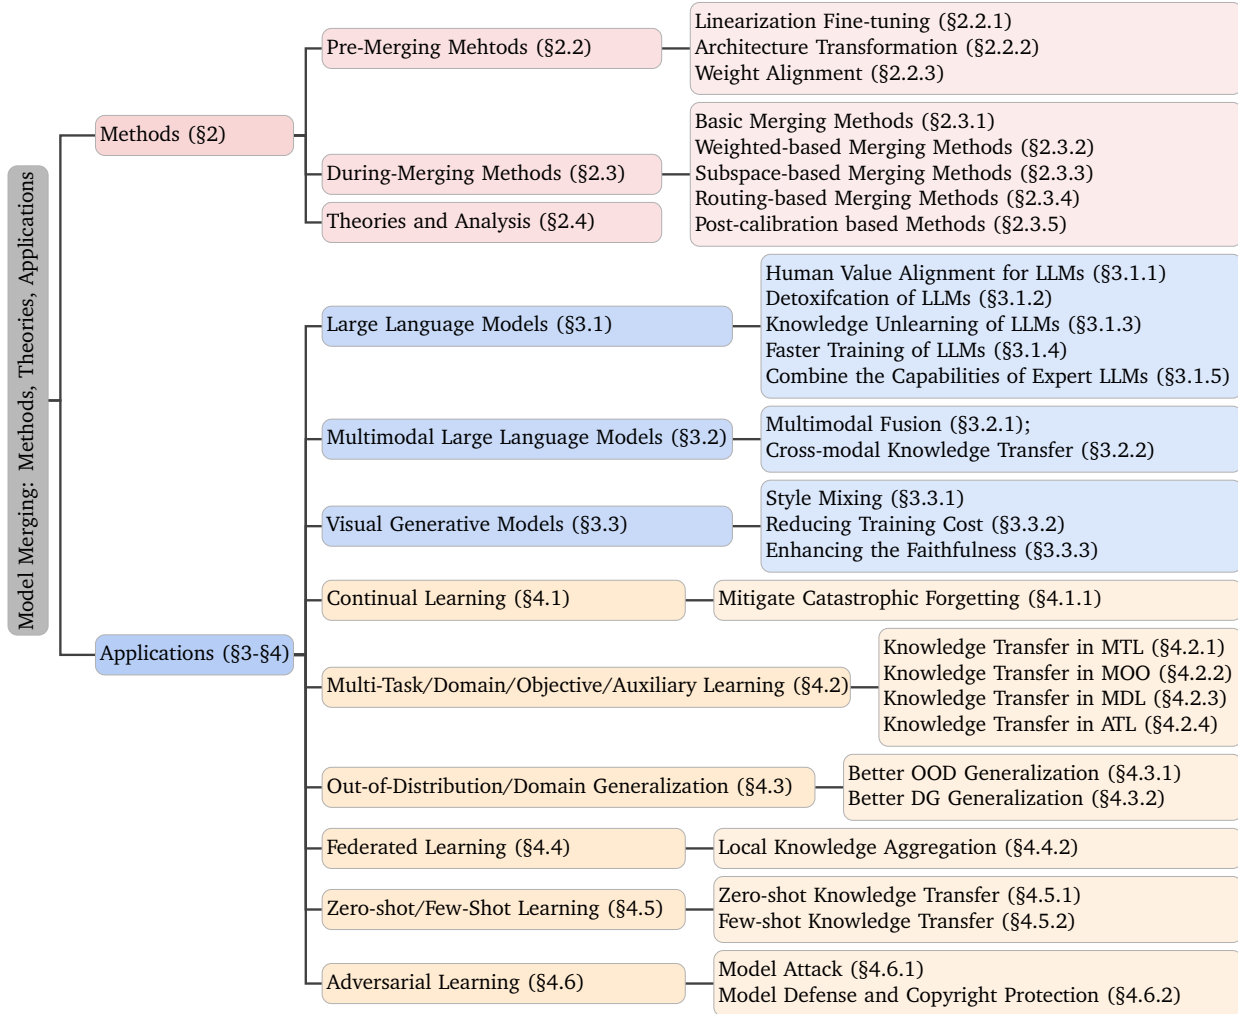 Model Merging: Methods, Theories, Applications
Methods (§2)
Pre-Merging Mehtods (§2.2)
Linearization Fine-tuning (§2.2.1)
Architecture Transformation (§2.2.2)
Weight Alignment (§2.2.3)
During-Merging Methods (§2.3)
Basic Merging Methods (§2.3.1)
Weighted-based Merging Methods (§2.3.2)
Subspace-based Merging Methods (§2.3.3)
Routing-based Merging Methods (§2.3.4)
Post-calibration based Methods (§2.3.5)
Theories and Analysis (§2.4)
Applications (§3-§4)
Large Language Models (§3.1)
Human Value Alignment for LLMs (§3.1.1)
Detoxifcation of LLMs (§3.1.2)
Knowledge Unlearning of LLMs (§3.1.3)
Faster Training of LLMs (§3.1.4)
Combine the Capabilities of Expert LLMs (§3.1.5)
Multimodal Large Language Models (§3.2)
Multimodal Fusion (§3.2.1);
Cross-modal Knowledge Transfer (§3.2.2)
Visual Generative Models (§3.3)
Style Mixing (§3.3.1)
Reducing Training Cost (§3.3.2)
Enhancing the Faithfulness (§3.3.3)
Continual Learning (§4.1)
Mitigate Catastrophic Forgetting (§4.1.1)
Multi-Task/Domain/Objective/Auxiliary Learning (§4.2)
Knowledge Transfer in MTL (§4.2.1)
Knowledge Transfer in MOO (§4.2.2)
Knowledge Transfer in MDL (§4.2.3)
Knowledge Transfer in ATL (§4.2.4)
Out-of-Distribution/Domain Generalization (§4.3)
Better OOD Generalization (§4.3.1)
Better DG Generalization (§4.3.2)
Federated Learning (§4.4)
Local Knowledge Aggregation (§4.4.2)
Zero-shot/Few-Shot Learning (§4.5)
Zero-shot Knowledge Transfer (§4.5.1)
Few-shot Knowledge Transfer (§4.5.2)
Adversarial Learning (§4.6)
Model Attack (§4.6.1)
Model Defense and Copyright Protection (§4.6.2)